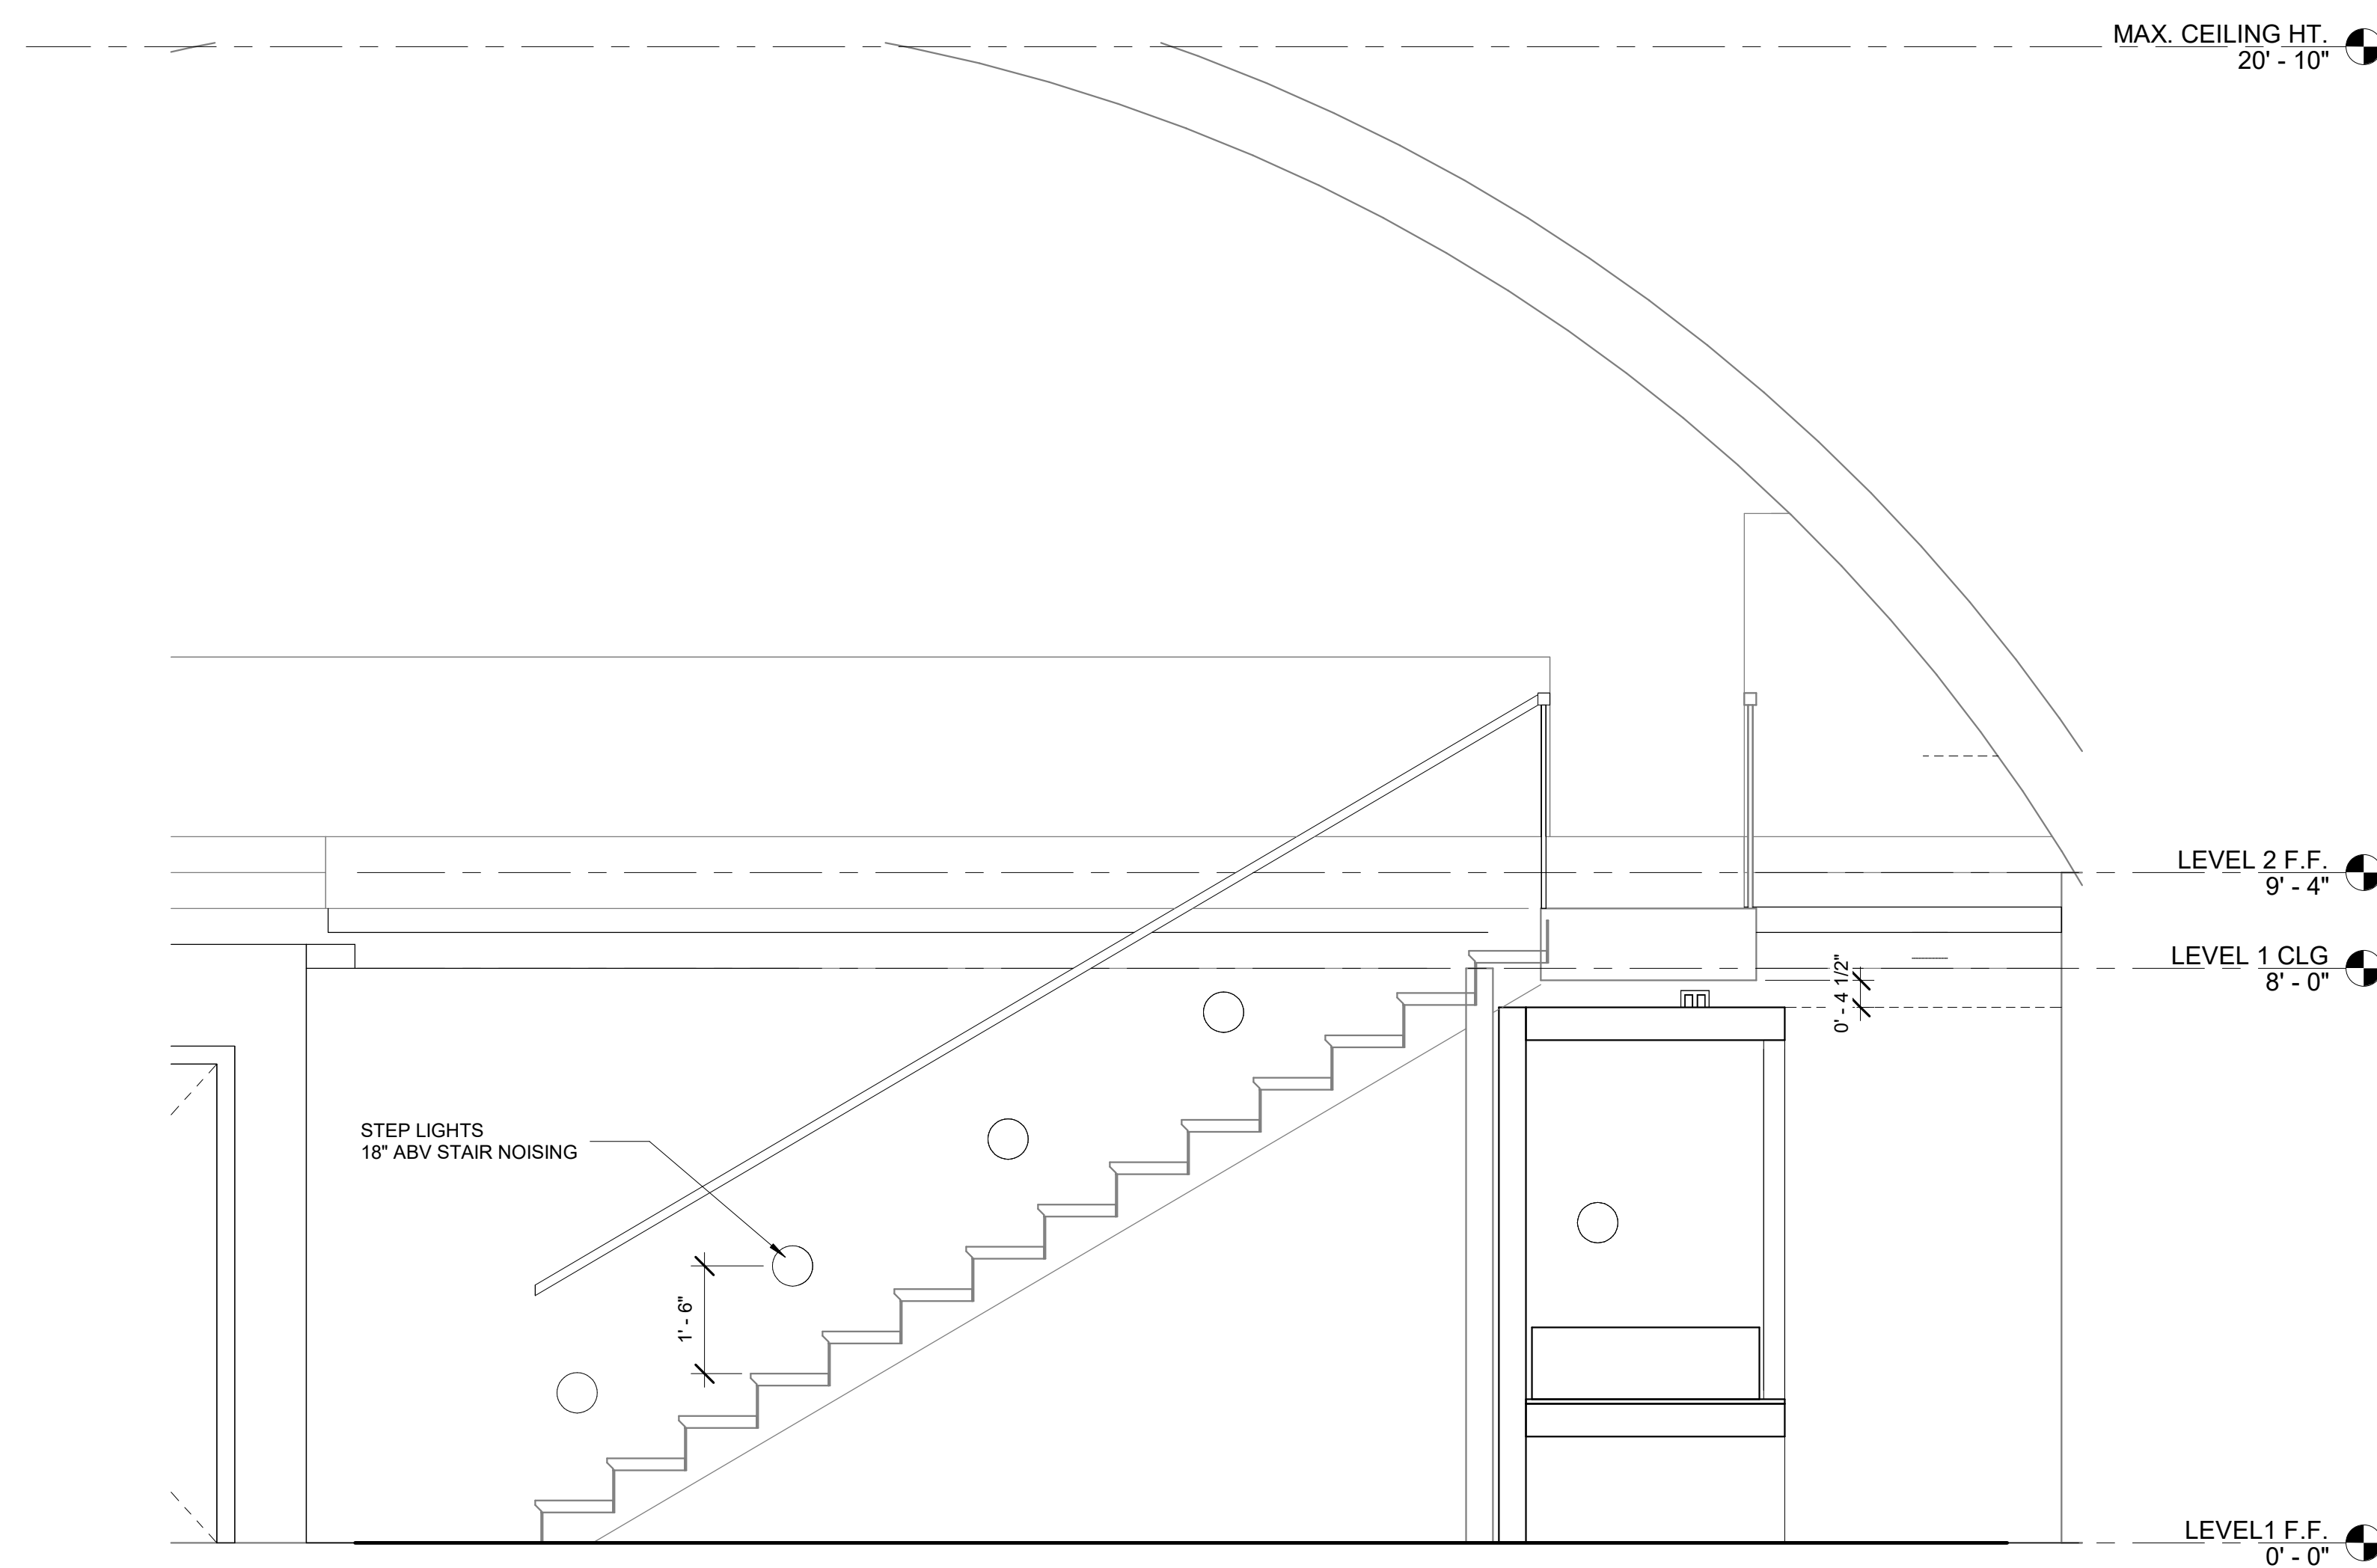 MAX. CEILING HT.
20' - 10"
LEVEL 2 F.F.
9' - 4"
LEVEL 1 CLG
8' - 0"
0' - 4 1/2"
STEP LIGHTS
18" ABV STAIR NOISING
1' - 6"
LEVEL1 F.F.
0' - 0"